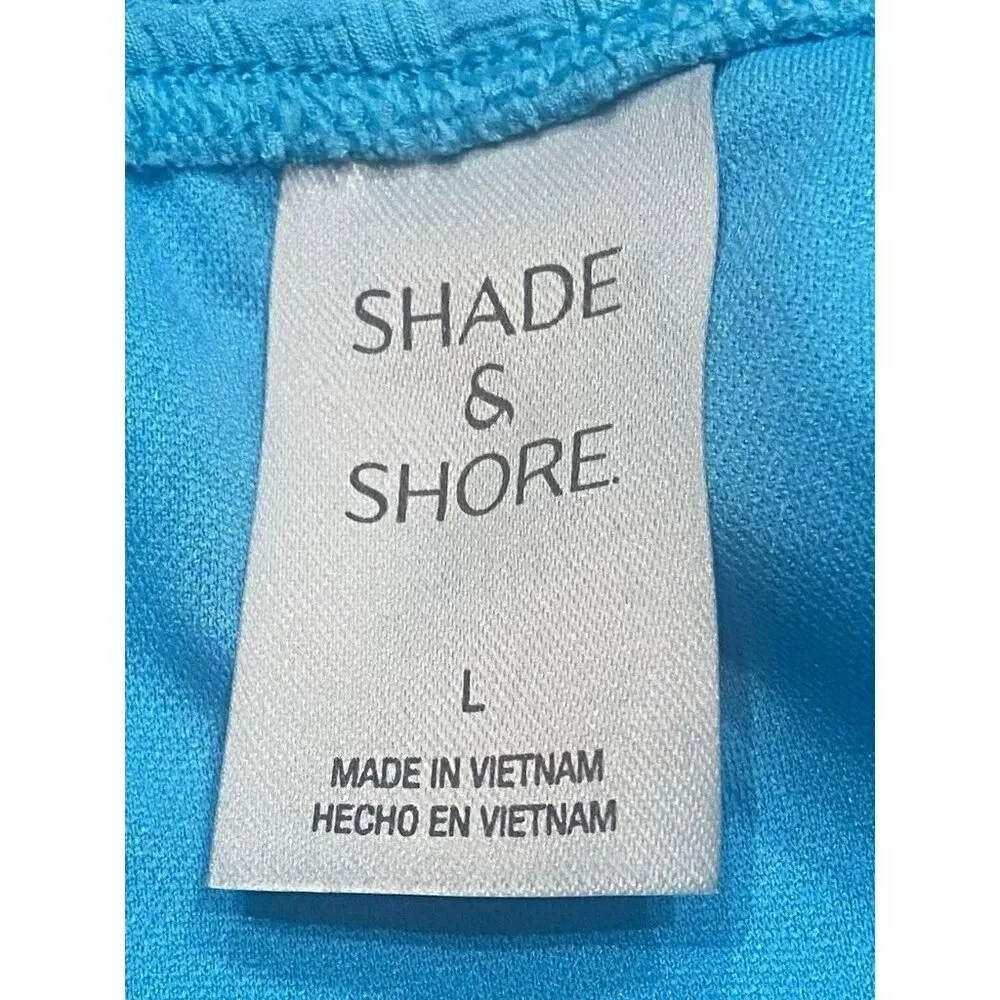 SHADE
&
SHORE.
L
MADE IN VIETNAM
HECHO EN VIETNAM